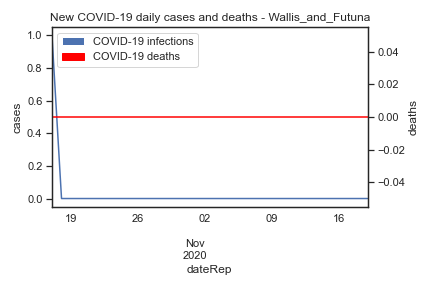 New COVID-19 daily cases and deaths - Wallis_and_Futuna
COVID-19 infections
COVID-19 deaths
1.0
0.8
0.6
0.4
0.2
0.0
cases
0.04
0.02
0.00
−0.02
−0.04
deaths
19 26 02 09 16
Nov
2020
dateRep